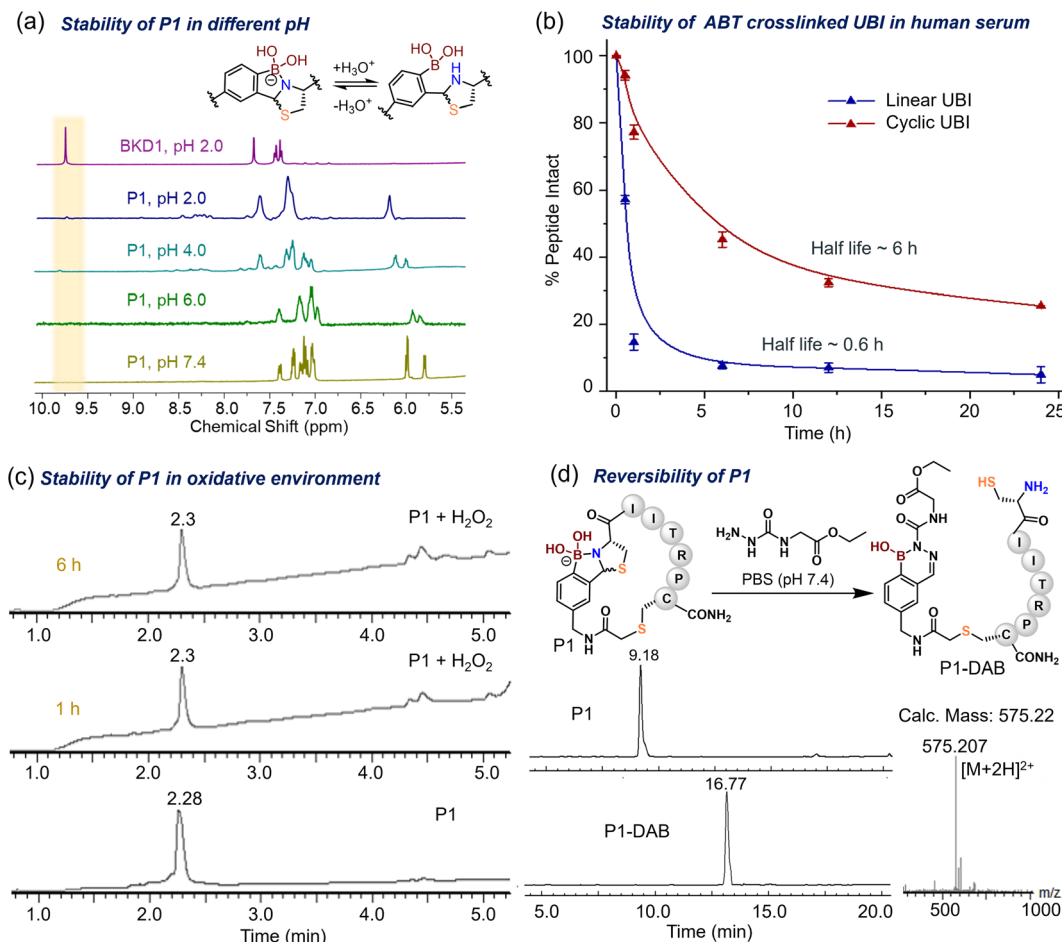 (a) Stability of P1 in different pH
HO OH
B
⊖
N
S
+H₃O⁺
-H₃O⁺
HO OH
B
H
N
S
BKD1, pH 2.0
P1, pH 2.0
P1, pH 4.0
P1, pH 6.0
P1, pH 7.4
10.0 9.5 9.0 8.5 8.0 7.5 7.0 6.5 6.0 5.5
Chemical Shift (ppm)
(b) Stability of ABT crosslinked UBI in human serum
% Peptide Intact
100
80
60
40
20
0
Linear UBI
Cyclic UBI
Half life ~ 6 h
Half life ~ 0.6 h
0 5 10 15 20 25
Time (h)
(c) Stability of P1 in oxidative environment
2.3
P1 + H₂O₂
6 h
1.0 2.0 3.0 4.0 5.0
2.3
P1 + H₂O₂
1 h
1.0 2.0 3.0 4.0 5.0
2.28
P1
1.0 2.0 3.0 4.0 5.0
Time (min)
(d) Reversibility of P1
HO OH
B
⊖
N
S
O
I I T R P C
CONH₂
S
O
NH
P1
H₂N N H O N H O O
PBS (pH 7.4)
O O
NH
O
N
N
HO B
NH
O
S
HS NH₂
O
I I T R P C
CONH₂
P1-DAB
9.18
P1
16.77
P1-DAB
5.0 10.0 15.0 20.0
Time (min)
Calc. Mass: 575.22
575.207
[M+2H]²⁺
500 1000
m/z